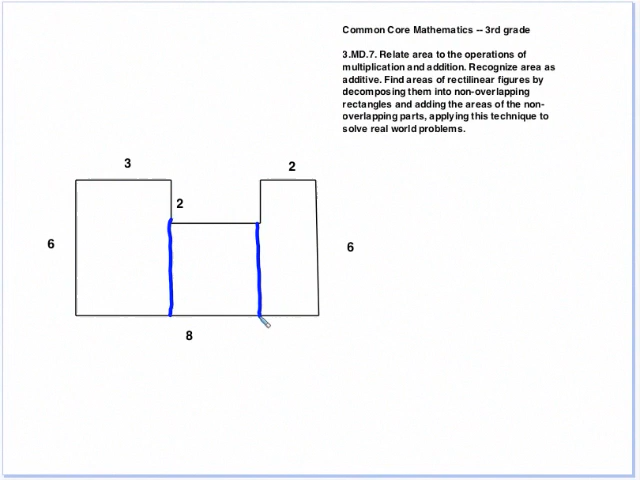 Common Core Mathematics -- 3rd grade
3.MD.7. Relate area to the operations of
multiplication and addition. Recognize area as
additive. Find areas of rectilinear figures by
decomposing them into non-overlapping
rectangles and adding the areas of the non-
overlapping parts, applying this technique to
solve real world problems.
3
2
2
6
6
8